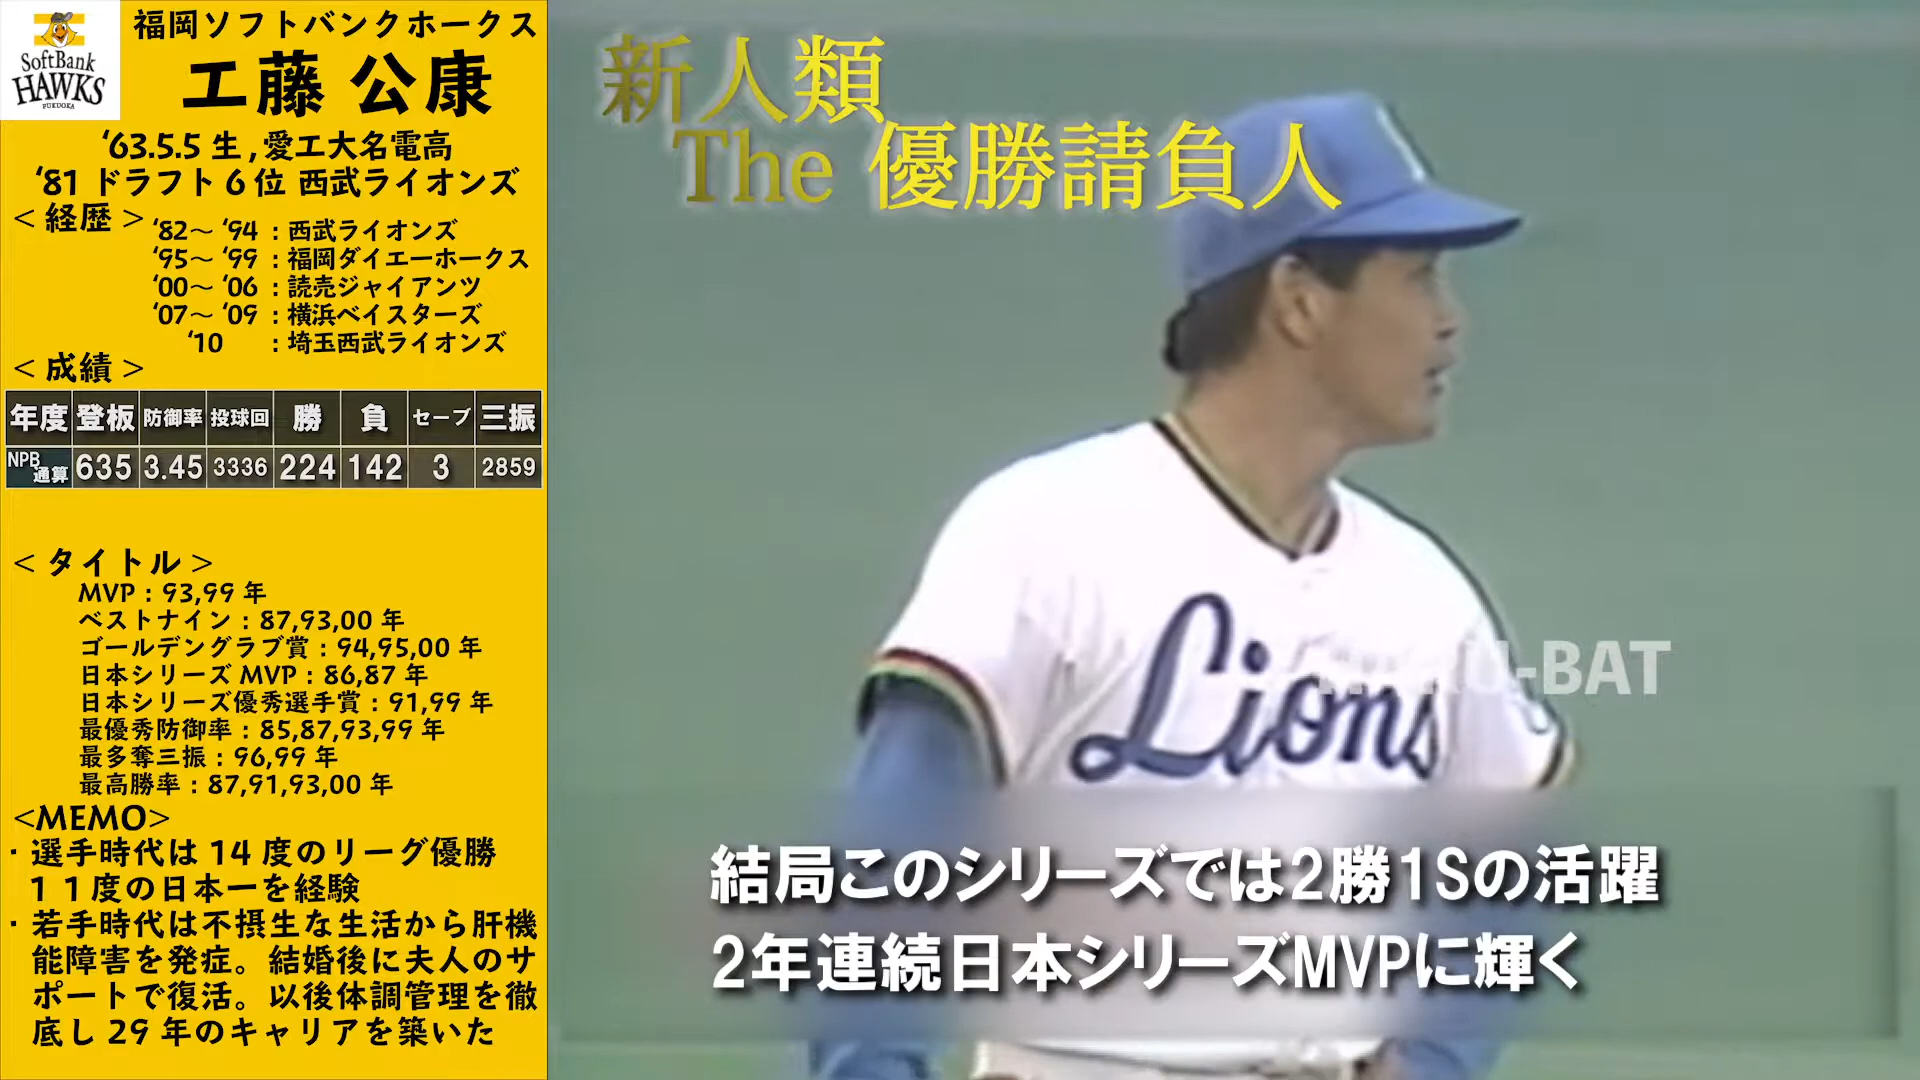 SoftBank
HAWKS
FUKUOKA
福岡ソフトバンクホークス
工藤 公康
‘63.5.5 生 , 愛工大名電高
‘81 ドラフト 6 位 西武ライオンズ
< 経歴 >
‘82～ ‘94 : 西武ライオンズ
‘95～ ‘99 : 福岡ダイエーホークス
‘00～ ‘06 : 読売ジャイアンツ
‘07～ ‘09 : 横浜ベイスターズ
‘10 : 埼玉西武ライオンズ
< 成績 >
年度 登板 防御率 投球回 勝 負 セーブ 三振
NPB通算 635 3.45 3336 224 142 3 2859
< タイトル >
MVP : 93,99 年
ベストナイン : 87,93,00 年
ゴールデングラブ賞 : 94,95,00 年
日本シリーズ MVP : 86,87 年
日本シリーズ優秀選手賞 : 91,99 年
最優秀防御率 : 85,87,93,99 年
最多奪三振 : 96,99 年
最高勝率 : 87,91,93,00 年
<MEMO>
・選手時代は 14 度のリーグ優勝
１１度の日本一を経験
・若手時代は不摂生な生活から肝機
能障害を発症。結婚後に夫人のサ
ポートで復活。以後体調管理を徹
底し 29 年のキャリアを築いた
新人類
The 優勝請負人
Lions
-BAT
結局このシリーズでは2勝1Sの活躍
2年連続日本シリーズMVPに輝く